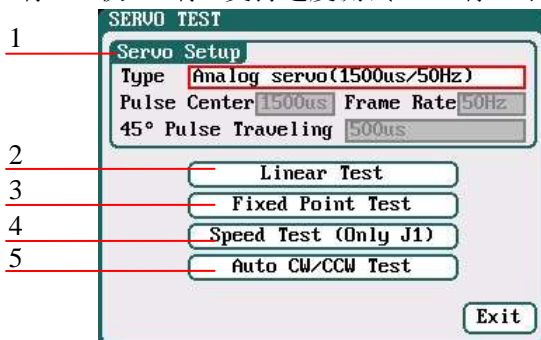 SERVO TEST
1
Servo Setup
Type Analog servo(1500us/50Hz)
Pulse Center 1500us Frame Rate 50Hz
45° Pulse Traveling 500us
2 Linear Test
3 Fixed Point Test
4 Speed Test (Only J1)
5 Auto CW/CCW Test
Exit